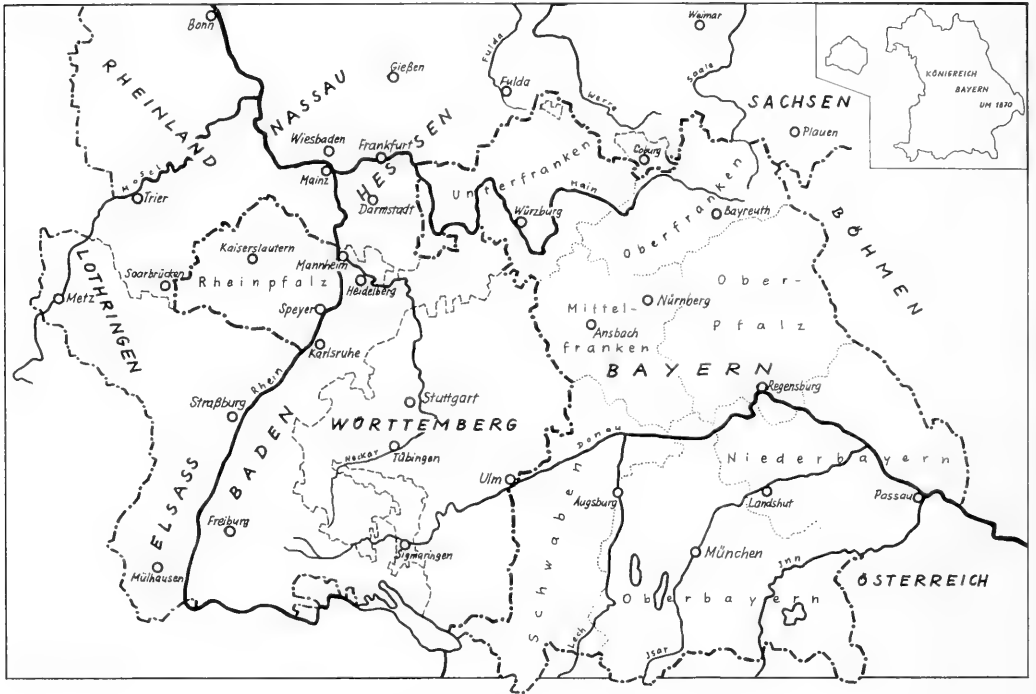 Bonn
Weimar
RHEINLAND
NASSAU
Gießen
Fulda
Fulda
Werra
Saale
SACHSEN
Plauen
KÖNIGREICH
BAYERN
UM 1870
Wiesbaden
Frankfurt
HESSEN
Mainz
Darmstadt
Mosel
Trier
Unterfranken
Coburg
Main
Würzburg
Oberfranken
Bayreuth
BÖHMEN
LOTHRINGEN
Metz
Saarbrücken
Kaiserslautern
Rheinpfalz
Mannheim
Heidelberg
Speyer
Karlsruhe
Mittel-
franken
Nürnberg
Ansbach
Ober-
Pfalz
BAYERN
Regensburg
Rhein
Straßburg
BADEN
Stuttgart
WÖRTTEMBERG
Neckar
Tübingen
Ulm
Donau
Niederbayern
Augsburg
Landshut
Passau
ELSASS
Freiburg
Mülhausen
Sigmaringen
Schwaben
München
Inn
ÖSTERREICH
Oberbayern
Lech
Isar